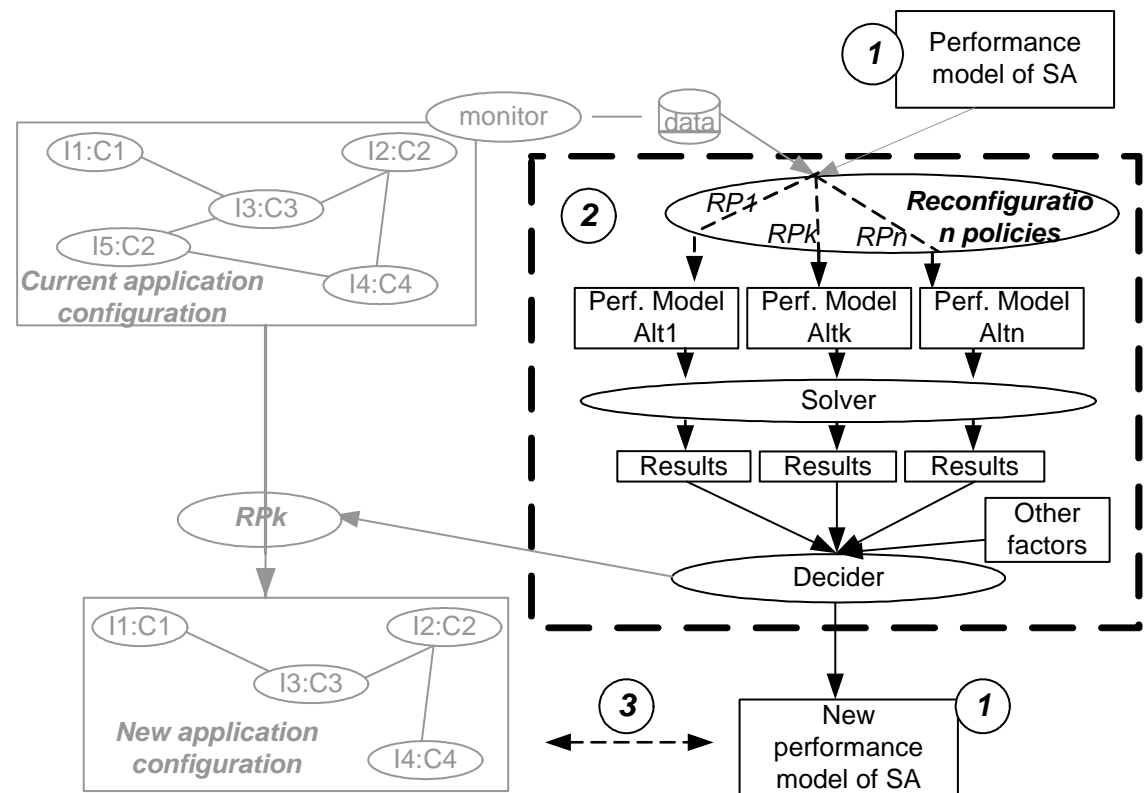 1
Performance
model of SA
monitor
data
I1:C1
I2:C2
I3:C3
I5:C2
I4:C4
Current application
configuration
2
RP1
RPk
RPn
Reconfiguratio
n policies
Perf. Model
Alt1
Perf. Model
Altk
Perf. Model
Altn
Solver
Results
Results
Results
Other
factors
Decider
RPk
I1:C1
I2:C2
I3:C3
I4:C4
New application
configuration
3
1
New
performance
model of SA